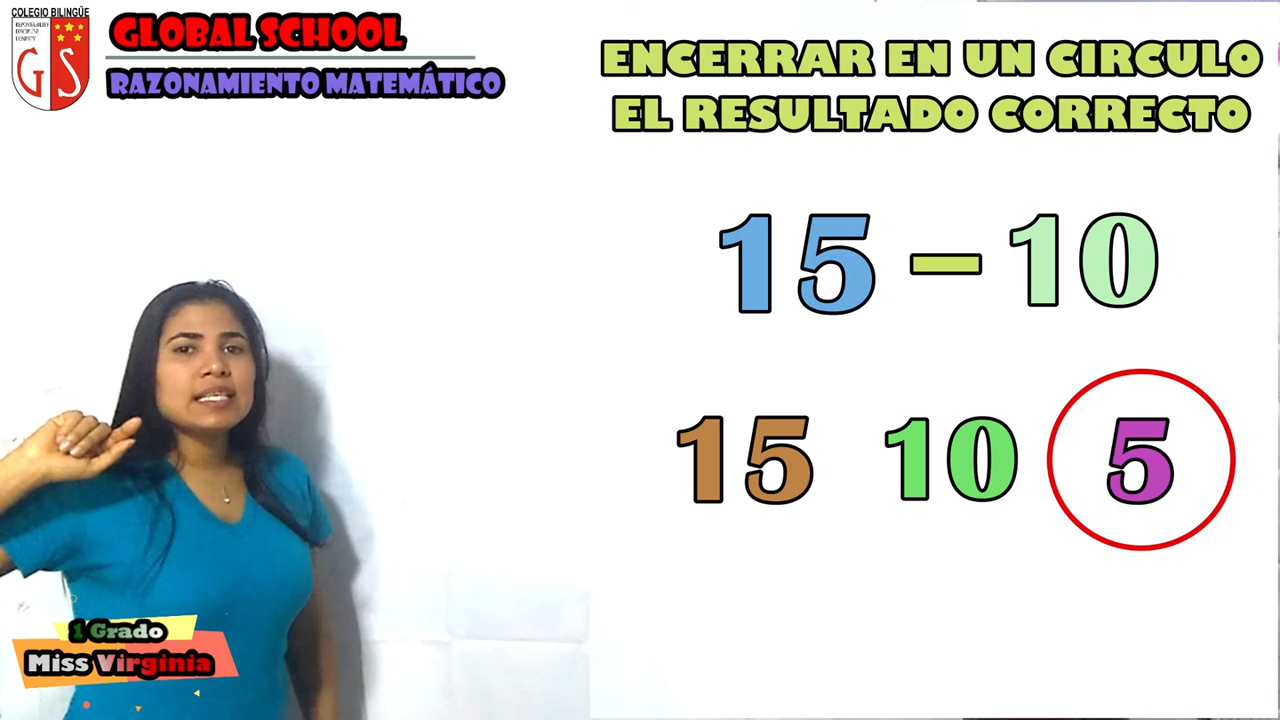 COLEGIO BILINGÜE
G S
GLOBAL SCHOOL
RAZONAMIENTO MATEMÁTICO
ENCERRAR EN UN CIRCULO
EL RESULTADO CORRECTO
15 – 10
15 10 5
1 Grado
Miss Virginia